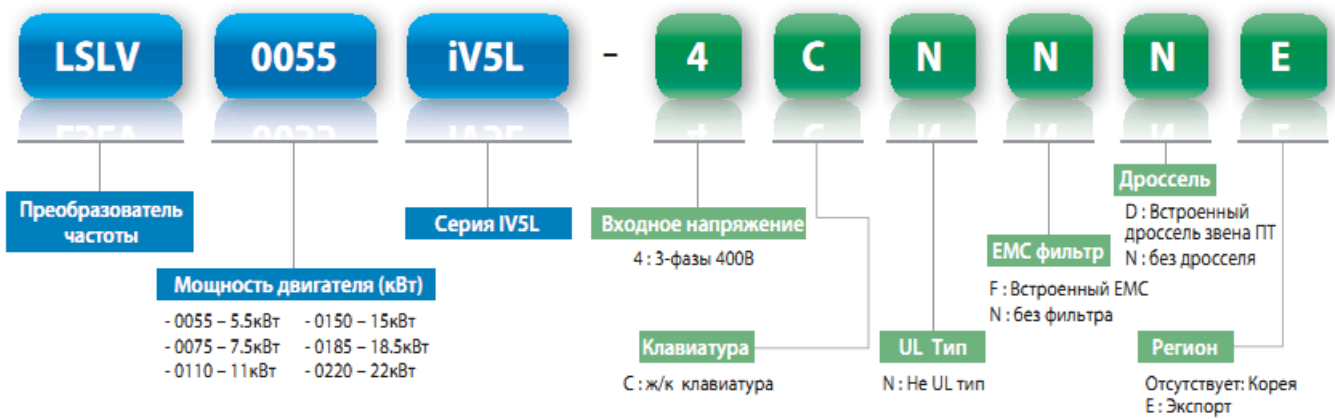 LSLV 0055 iV5L - 4 C N N N E
Преобразователь
частоты
Мощность двигателя (кВт)
- 0055 – 5.5кВт - 0150 – 15кВт
- 0075 – 7.5кВт - 0185 – 18.5кВт
- 0110 – 11кВт - 0220 – 22кВт
Серия IV5L
Входное напряжение
4 : 3-фазы 400В
Клавиатура
C : ж/к клавиатура
UL Тип
N : Не UL тип
EMC фильтр
F : Встроенный EMC
N : без фильтра
Дроссель
D : Встроенный
дроссель звена ПТ
N : без дросселя
Регион
Отсутствует: Корея
E : Экспорт